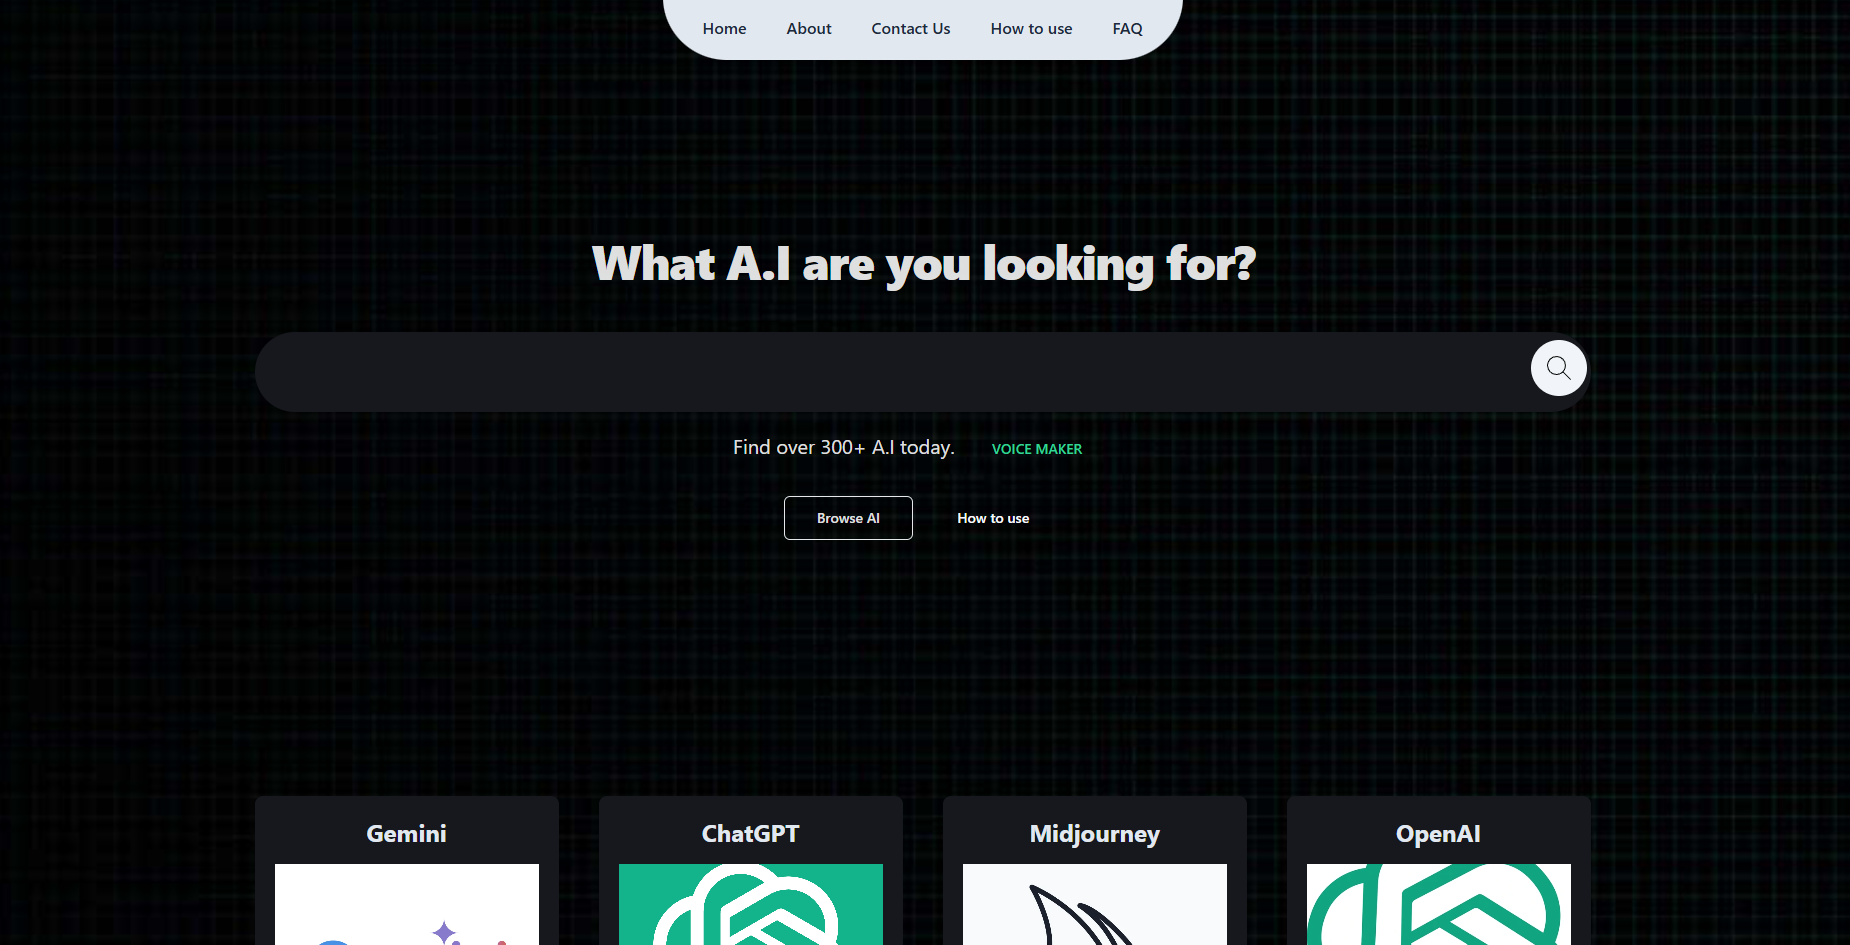 Home About Contact Us How to use FAQ
What A.I are you looking for?
Find over 300+ A.I today. VOICE MAKER
Browse AI How to use
Gemini ChatGPT Midjourney OpenAI